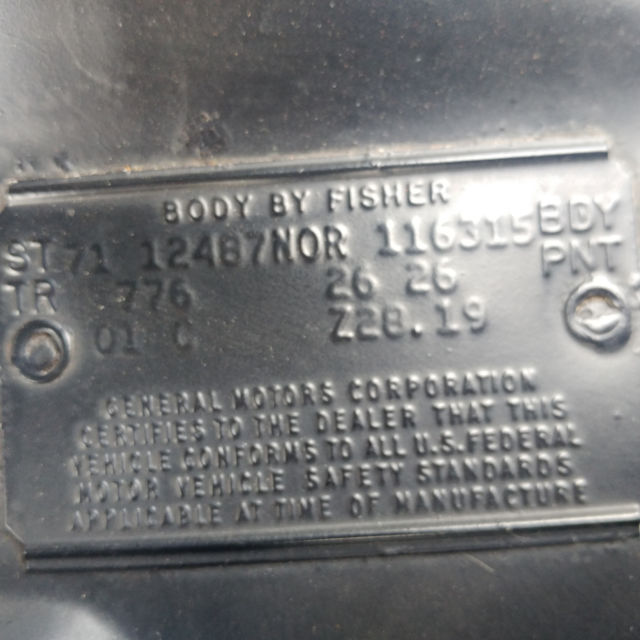 BODY BY FISHER
ST 71 12487 NOR 116315 BDY
TR 776 26 26 PNT
01 C Z28.19
GENERAL MOTORS CORPORATION
CERTIFIES TO THE DEALER THAT THIS
VEHICLE CONFORMS TO ALL U.S. FEDERAL
MOTOR VEHICLE SAFETY STANDARDS
APPLICABLE AT TIME OF MANUFACTURE